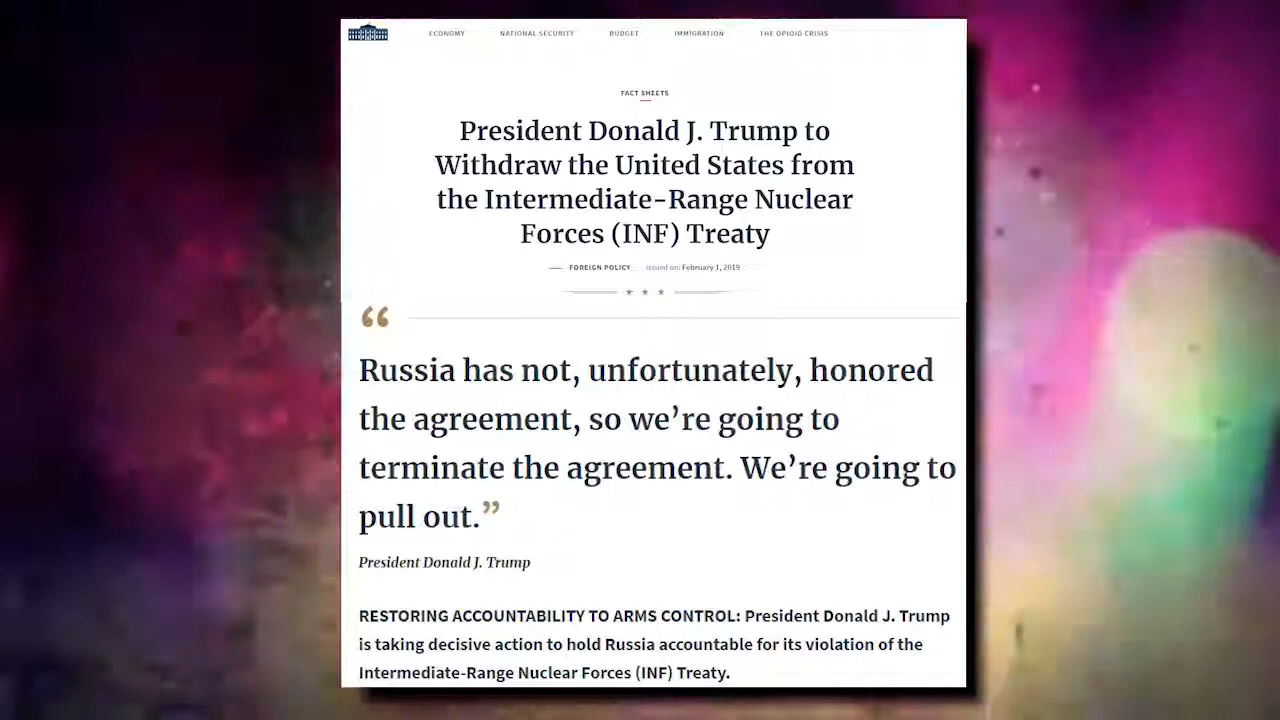 ECONOMY NATIONAL SECURITY BUDGET IMMIGRATION THE OPIOID CRISIS
FACT SHEETS
President Donald J. Trump to
Withdraw the United States from
the Intermediate-Range Nuclear
Forces (INF) Treaty
FOREIGN POLICY Issued on: February 1, 2019
“
Russia has not, unfortunately, honored
the agreement, so we’re going to
terminate the agreement. We’re going to
pull out.”
President Donald J. Trump
RESTORING ACCOUNTABILITY TO ARMS CONTROL: President Donald J. Trump
is taking decisive action to hold Russia accountable for its violation of the
Intermediate-Range Nuclear Forces (INF) Treaty.